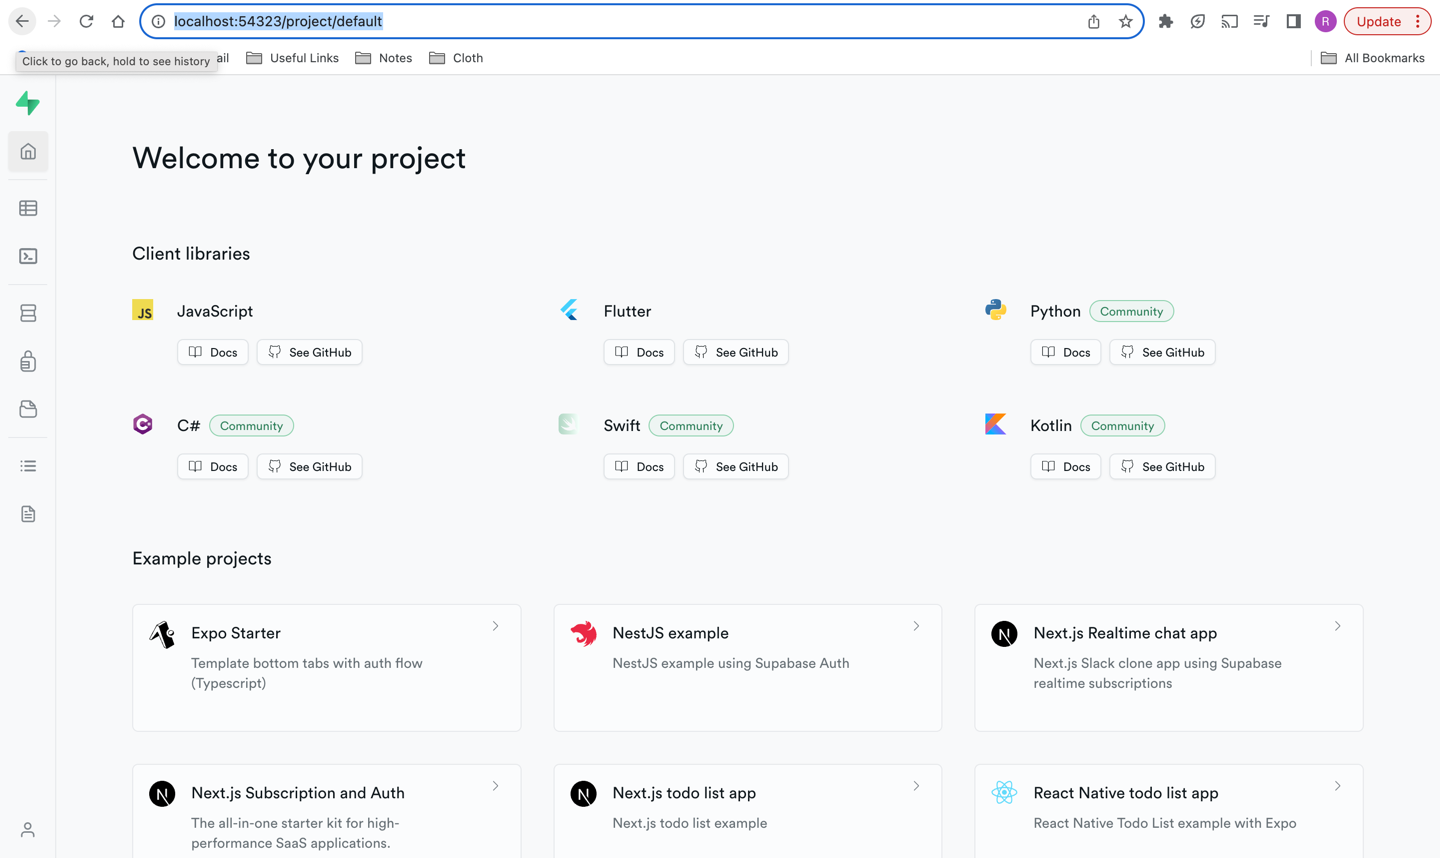 localhost:54323/project/default
R
Update
Click to go back, hold to see history
ail
Useful Links
Notes
Cloth
All Bookmarks
Welcome to your project
Client libraries
JS
JavaScript
Docs
See GitHub
Flutter
Docs
See GitHub
Python
Community
Docs
See GitHub
C#
Community
Docs
See GitHub
Swift
Community
Docs
See GitHub
Kotlin
Community
Docs
See GitHub
Example projects
Expo Starter
Template bottom tabs with auth flow
(Typescript)
NestJS example
NestJS example using Supabase Auth
N
Next.js Realtime chat app
Next.js Slack clone app using Supabase
realtime subscriptions
N
Next.js Subscription and Auth
The all-in-one starter kit for high-
performance SaaS applications.
N
Next.js todo list app
Next.js todo list example
React Native todo list app
React Native Todo List example with Expo